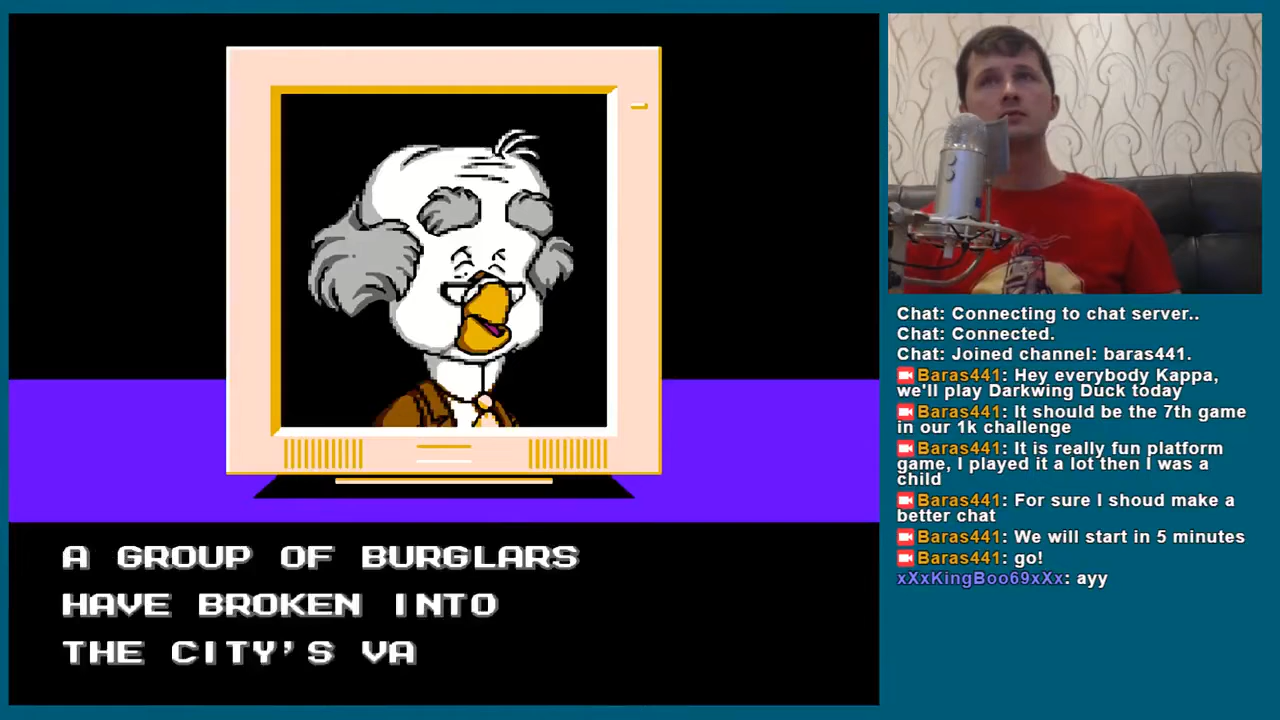 A GROUP OF BURGLARS
HAVE BROKEN INTO
THE CITY'S VA
Chat: Connecting to chat server..
Chat: Connected.
Chat: Joined channel: baras441.
Baras441: Hey everybody Kappa,
we'll play Darkwing Duck today
Baras441: It should be the 7th game
in our 1k challenge
Baras441: It is really fun platform
game, I played it a lot then I was a
child
Baras441: For sure I shoud make a
better chat
Baras441: We will start in 5 minutes
Baras441: go!
xXxKingBoo69xXx: ayy